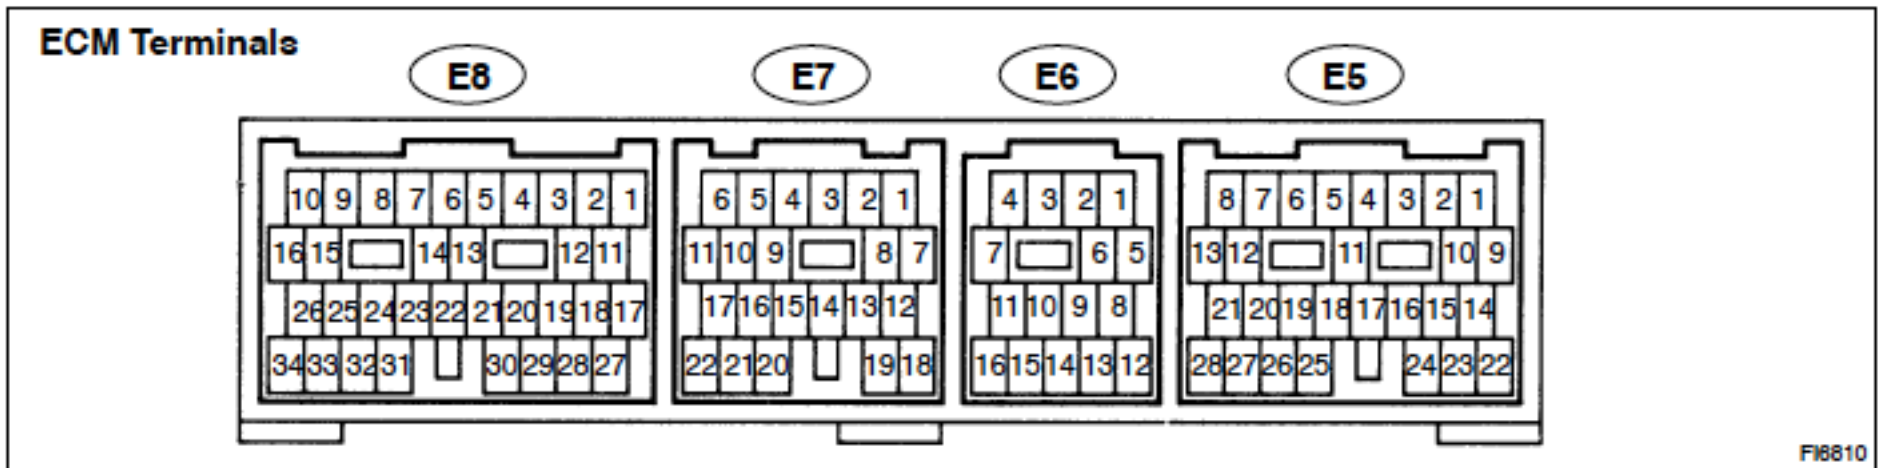 ECM Terminals
E8 E7 E6 E5
10 9 8 7 6 5 4 3 2 1 6 5 4 3 2 1 4 3 2 1 8 7 6 5 4 3 2 1
16 15 14 13 12 11 11 10 9 8 7 7 6 5 13 12 11 10 9
26 25 24 23 22 21 20 19 18 17 17 16 15 14 13 12 11 10 9 8 21 20 19 18 17 16 15 14
34 33 32 31 30 29 28 27 22 21 20 19 18 16 15 14 13 12 28 27 26 25 24 23 22
FI6810